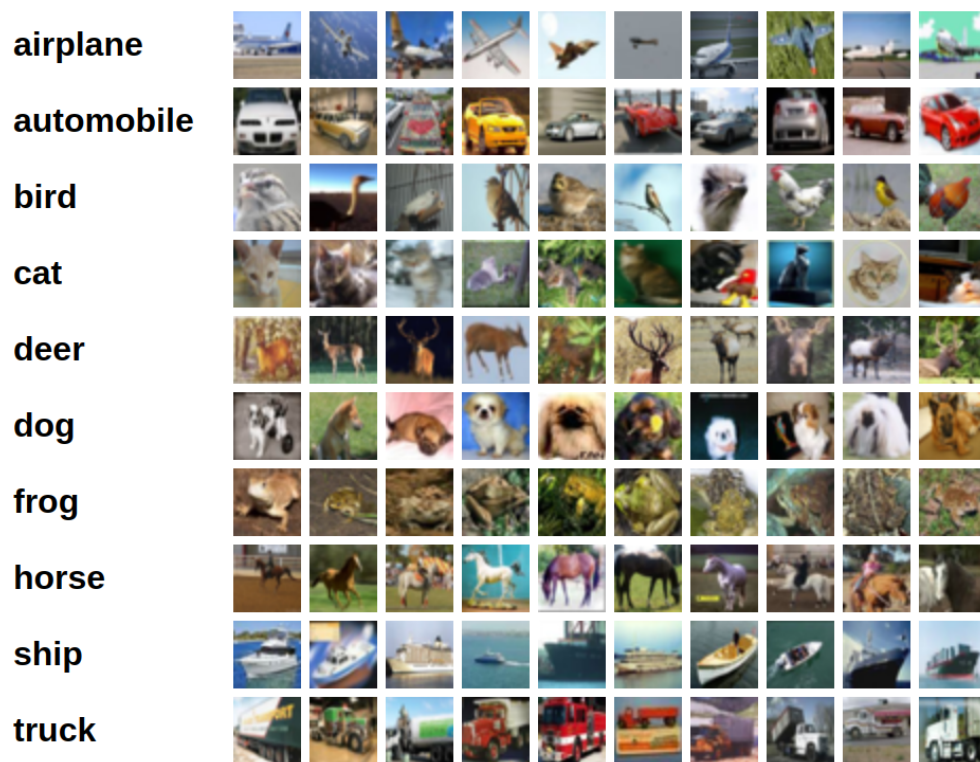 airplane
automobile
bird
cat
deer
dog
frog
horse
ship
truck